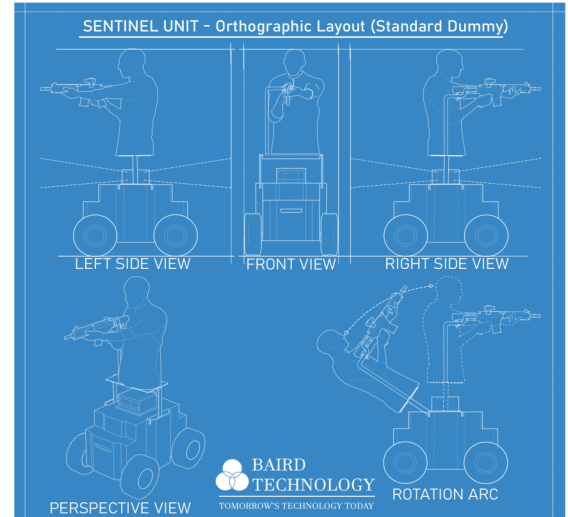 SENTINEL UNIT - Orthographic Layout (Standard Dummy)
LEFT SIDE VIEW
FRONT VIEW
RIGHT SIDE VIEW
PERSPECTIVE VIEW
BAIRD
TECHNOLOGY
TOMORROW'S TECHNOLOGY TODAY
ROTATION ARC